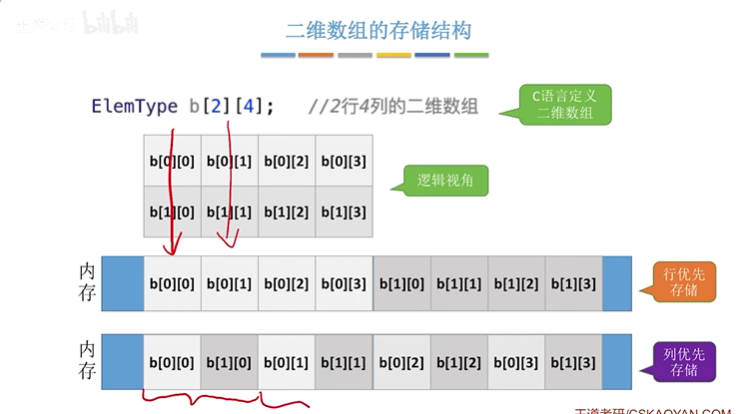 二维数组的存储结构
ElemType b[2][4]; //2行4列的二维数组
C语言定义
二维数组
b[0][0] b[0][1] b[0][2] b[0][3]
b[1][0] b[1][1] b[1][2] b[1][3]
逻辑视角
内存
b[0][0] b[0][1] b[0][2] b[0][3] b[1][0] b[1][1] b[1][2] b[1][3]
行优先
存储
内存
b[0][0] b[1][0] b[0][1] b[1][1] b[0][2] b[1][2] b[0][3] b[1][3]
列优先
存储
王道考研/CSKAOYAN.COM
bilibili